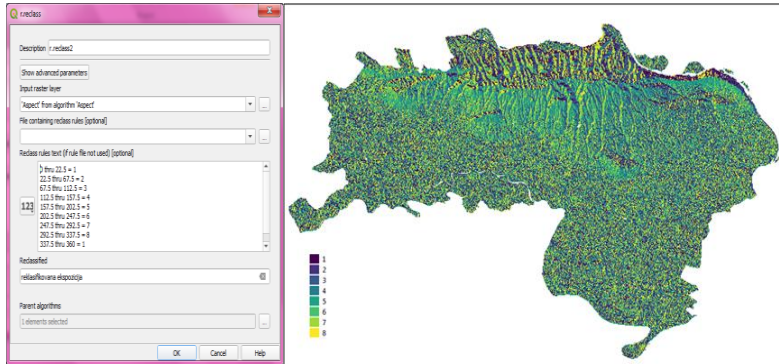 r.reclass
x
Description r.reclass2
Show advanced parameters
Input raster layer
'Aspect' from algorithm 'Aspect'
...
File containing reclass rules [optional]
...
Reclass rules text (if rule file not used) [optional]
0 thru 22.5 = 1
22.5 thru 67.5 = 2
67.5 thru 112.5 = 3
112.5 thru 157.5 = 4
157.5 thru 202.5 = 5
202.5 thru 247.5 = 6
247.5 thru 292.5 = 7
292.5 thru 337.5 = 8
337.5 thru 360 = 1
123
Reclassified
reklasifikovana ekspozicija
Parent algorithms
1 elements selected
...
OK Cancel Help
1
2
3
4
5
6
7
8